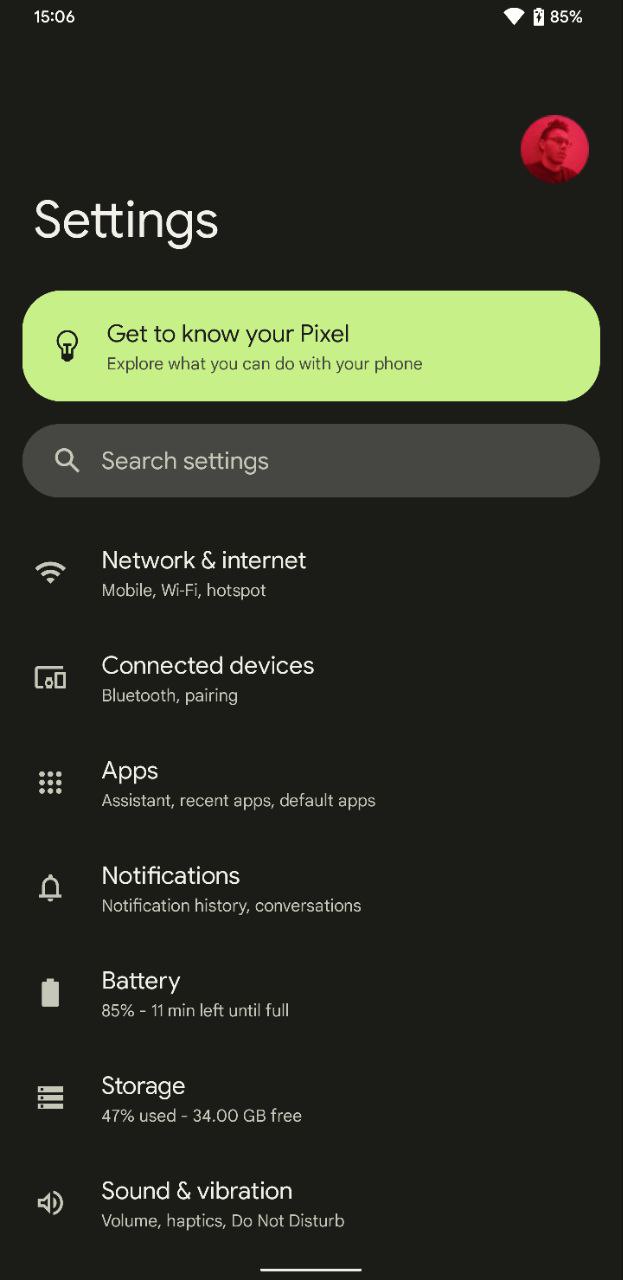 15:06
85%
Settings
Get to know your Pixel
Explore what you can do with your phone
Search settings
Network & internet
Mobile, Wi-Fi, hotspot
Connected devices
Bluetooth, pairing
Apps
Assistant, recent apps, default apps
Notifications
Notification history, conversations
Battery
85% - 11 min left until full
Storage
47% used - 34.00 GB free
Sound & vibration
Volume, haptics, Do Not Disturb